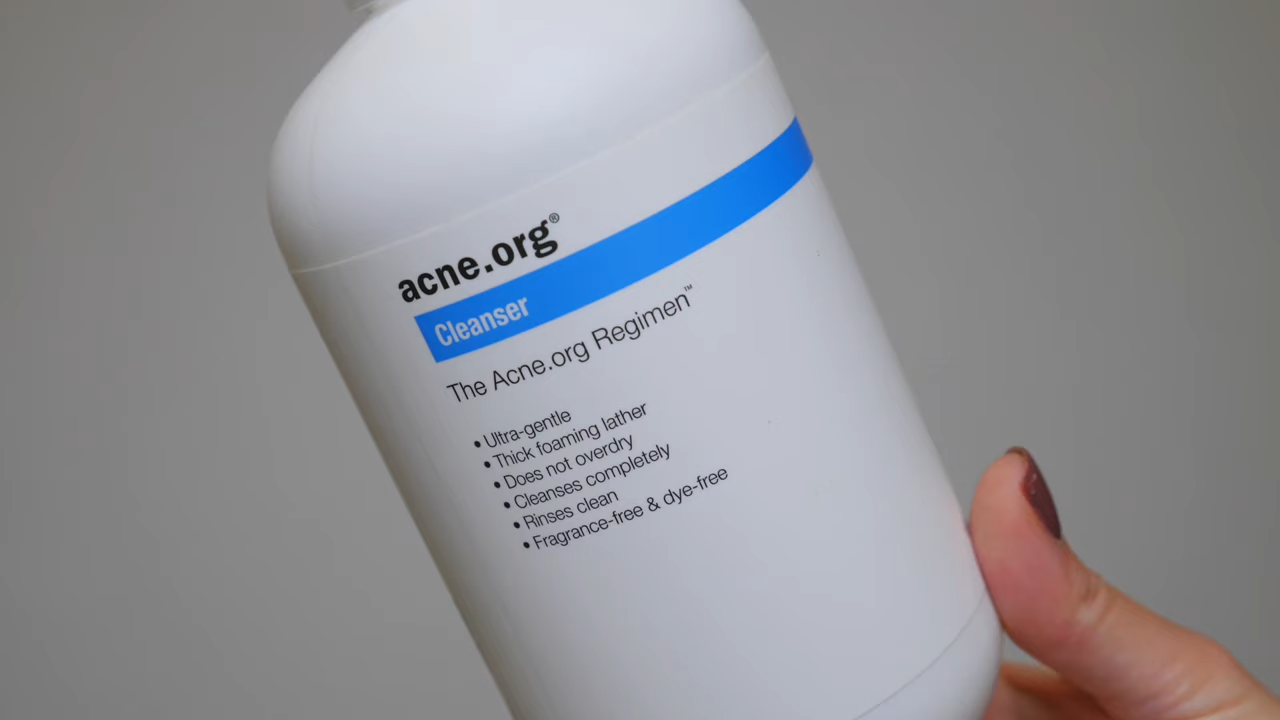 acne.org®
Cleanser
The Acne.org Regimen™
• Ultra-gentle
• Thick foaming lather
• Does not overdry
• Cleanses completely
• Rinses clean
• Fragrance-free & dye-free